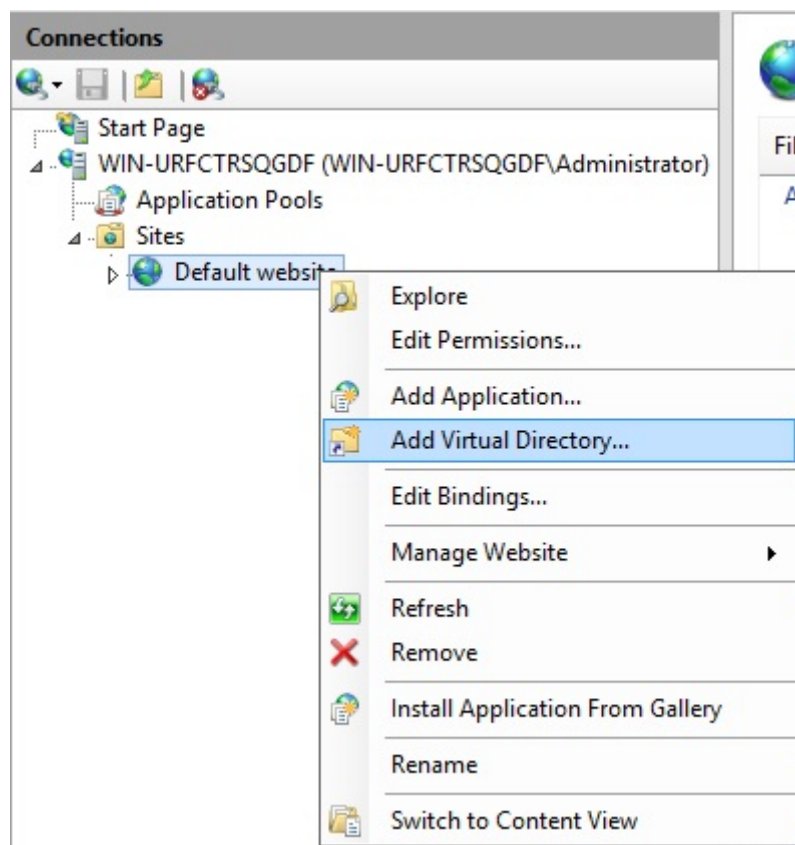 Connections
Start Page
WIN-URFCTRSQGDF (WIN-URFCTRSQGDF\Administrator)
Application Pools
Sites
Default website
Explore
Edit Permissions...
Add Application...
Add Virtual Directory...
Edit Bindings...
Manage Website
Refresh
Remove
Install Application From Gallery
Rename
Switch to Content View